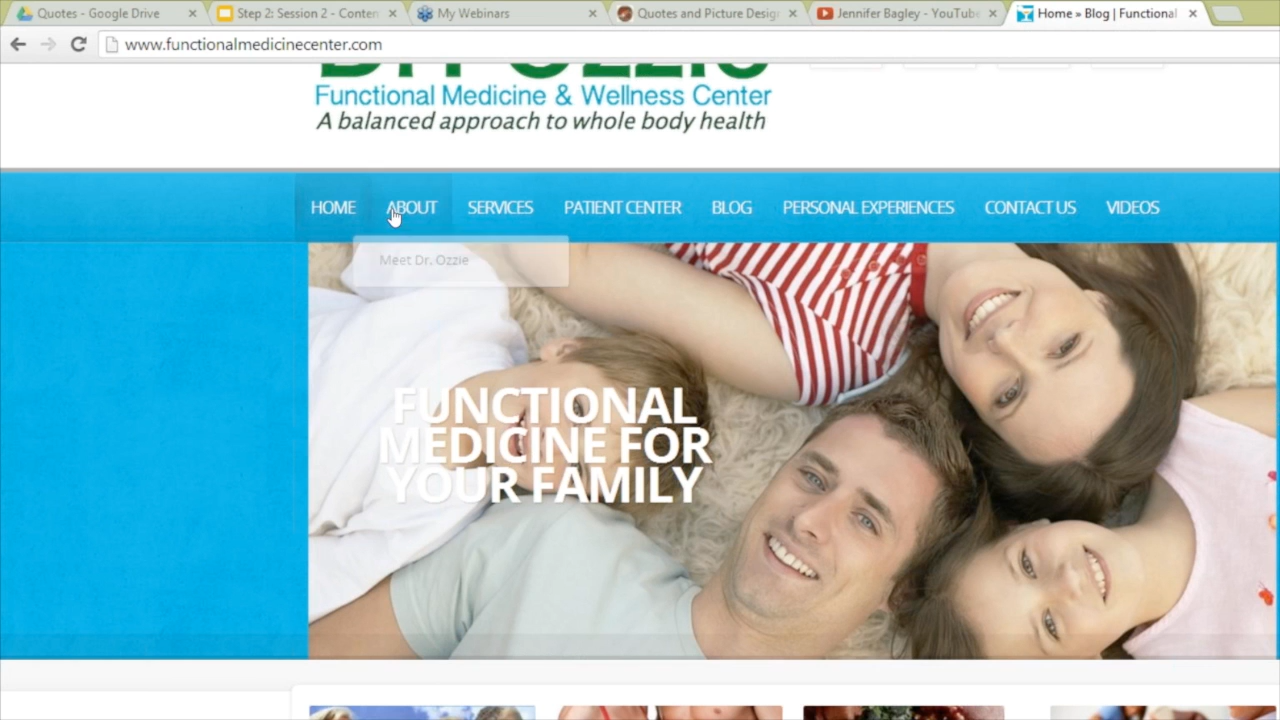 Quotes - Google Drive
Step 2: Session 2 - Conten
My Webinars
Quotes and Picture Design
Jennifer Bagley - YouTube
Home » Blog | Functional
www.functionalmedicinecenter.com
Functional Medicine & Wellness Center
A balanced approach to whole body health
HOME ABOUT SERVICES PATIENT CENTER BLOG PERSONAL EXPERIENCES CONTACT US VIDEOS
Meet Dr. Ozzie
FUNCTIONAL
MEDICINE FOR
YOUR FAMILY